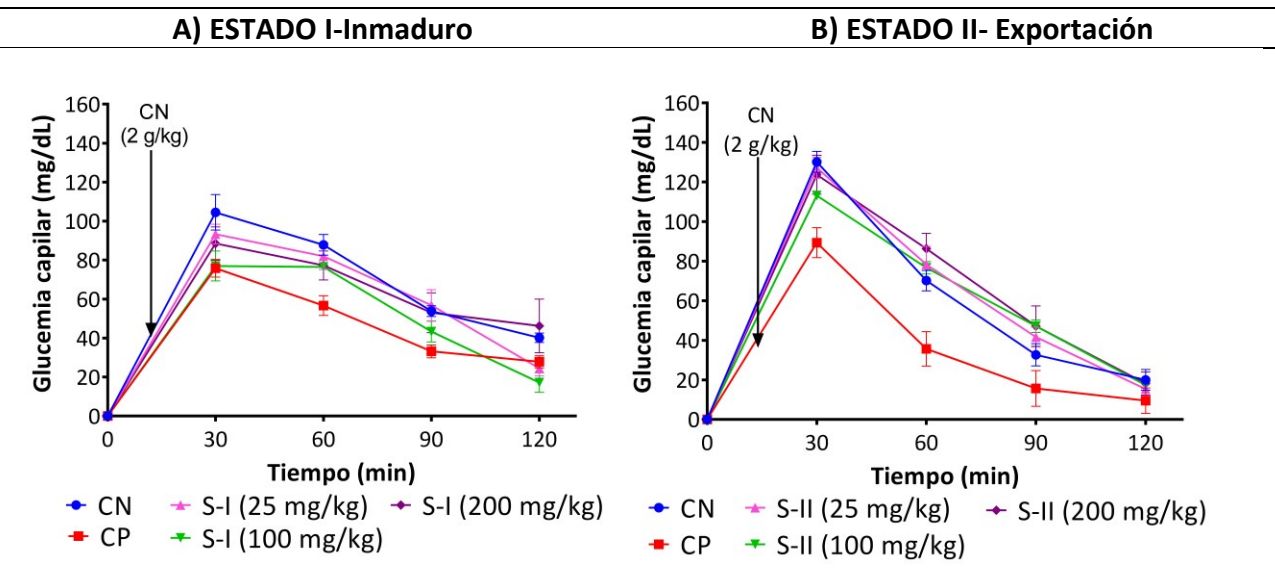 A) ESTADO I-Inmaduro
B) ESTADO II- Exportación
Glucemia capilar (mg/dL)
160
140
120
100
80
60
40
20
0
CN
(2 g/kg)
0 30 60 90 120
Tiempo (min)
CN S-I (25 mg/kg) S-I (200 mg/kg)
CP S-I (100 mg/kg)
Glucemia capilar (mg/dL)
160
140
120
100
80
60
40
20
0
CN
(2 g/kg)
0 30 60 90 120
Tiempo (min)
CN S-II (25 mg/kg) S-II (200 mg/kg)
CP S-II (100 mg/kg)